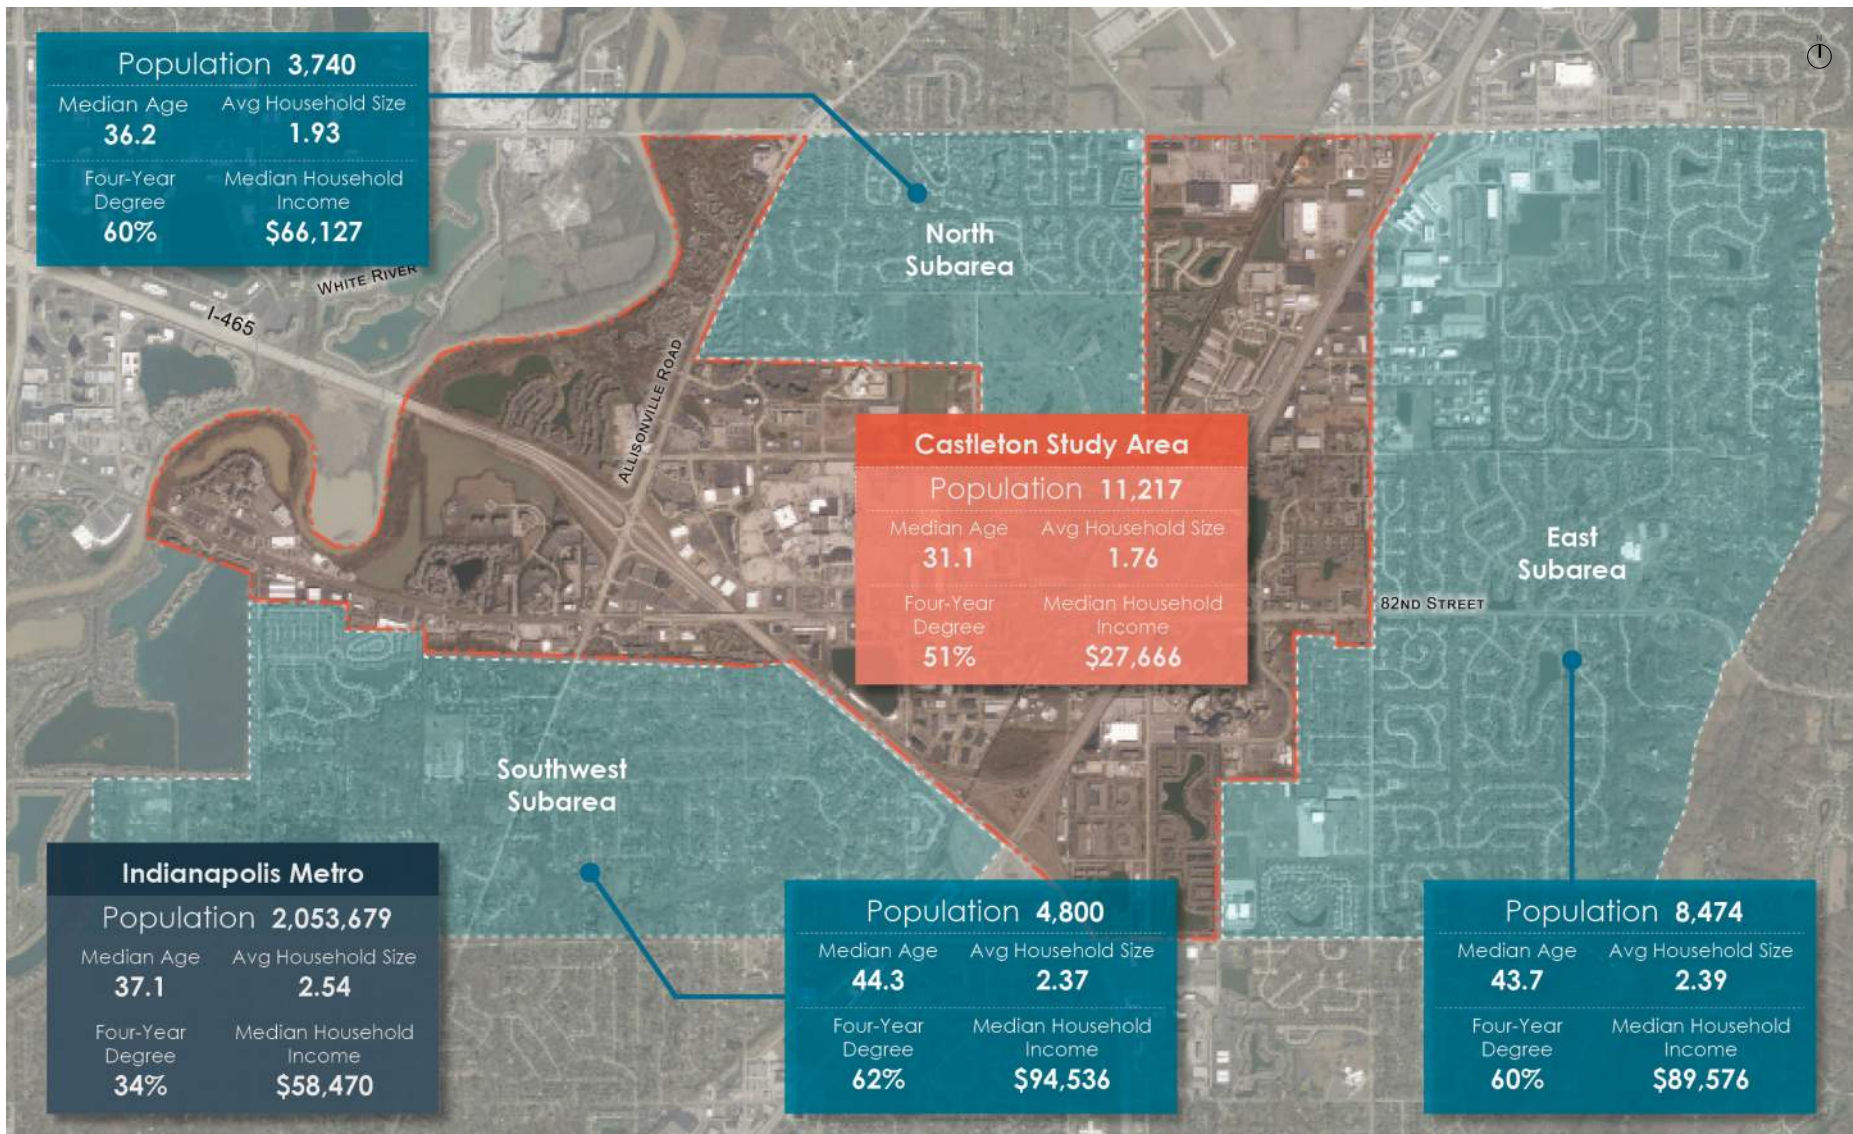 N
Population 3,740
Median Age Avg Household Size
36.2 1.93
Four-Year Median Household
Degree Income
60% $66,127
WHITE RIVER
I-465
ALLISONVILLE ROAD
North
Subarea
Castleton Study Area
Population 11,217
Median Age Avg Household Size
31.1 1.76
Four-Year Median Household
Degree Income
51% $27,666
East
Subarea
82ND STREET
Southwest
Subarea
Indianapolis Metro
Population 2,053,679
Median Age Avg Household Size
37.1 2.54
Four-Year Median Household
Degree Income
34% $58,470
Population 4,800
Median Age Avg Household Size
44.3 2.37
Four-Year Median Household
Degree Income
62% $94,536
Population 8,474
Median Age Avg Household Size
43.7 2.39
Four-Year Median Household
Degree Income
60% $89,576